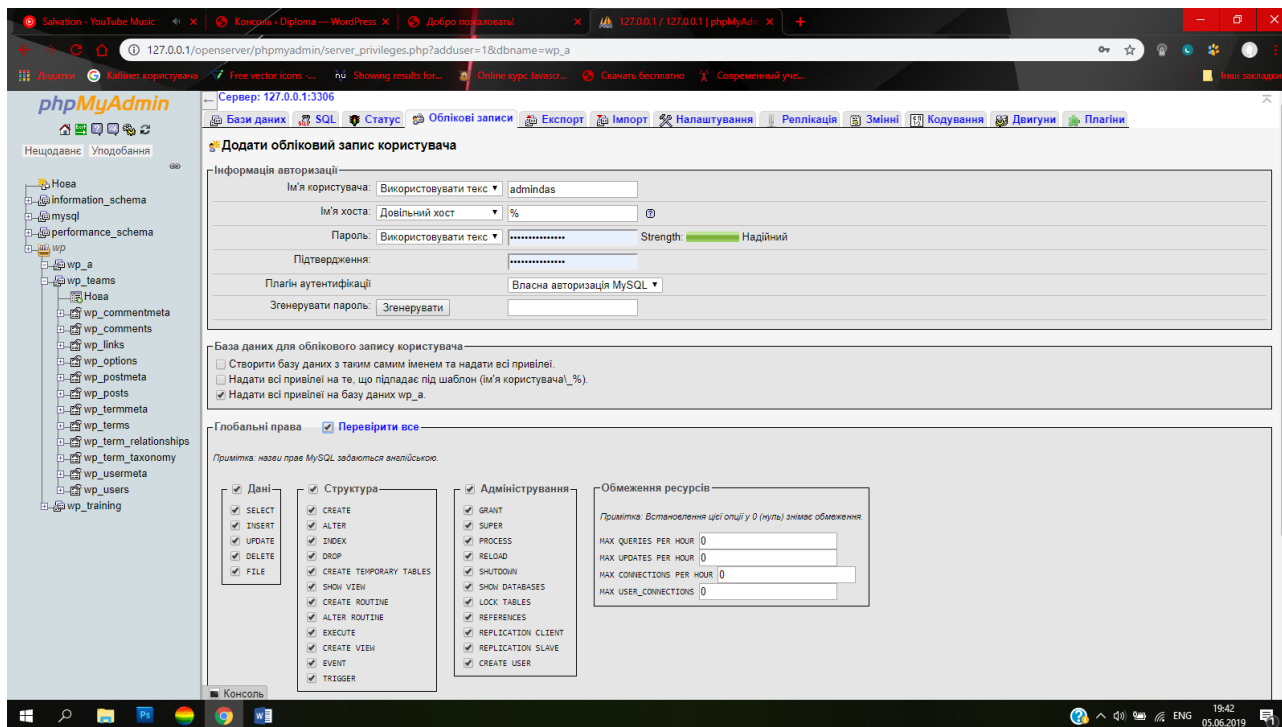 Salvation - YouTube Music
Консоль ‹ Diploma — WordPress
Добро пожаловать!
127.0.0.1 / 127.0.0.1 | phpMyAdm
127.0.0.1/openserver/phpmyadmin/server_privileges.php?adduser=1&dbname=wp_a
Додатки
Кабінет користувача
Free vector icons -...
Showing results for...
Online курс Javascr...
Скачать бесплатно
Современный уче...
Інші закладки
phpMyAdmin
Нещодавнє Уподобання
Нова
information_schema
mysql
performance_schema
wp
wp_a
wp_teams
Нова
wp_commentmeta
wp_comments
wp_links
wp_options
wp_postmeta
wp_posts
wp_termmeta
wp_terms
wp_term_relationships
wp_term_taxonomy
wp_usermeta
wp_users
wp_training
Сервер: 127.0.0.1:3306
Бази даних SQL Статус Облікові записи Експорт Імпорт Налаштування Реплікація Змінні Кодування Двигуни Плагіни
Додати обліковий запис користувача
Інформація авторизації
Ім'я користувача: Використовувати текс admindas
Ім'я хоста: Довільний хост %
Пароль: Використовувати текс Strength: Надійний
Підтвердження:
Плагін аутентифікації Власна авторизація MySQL
Згенерувати пароль: Згенерувати
База даних для облікового запису користувача
Створити базу даних з таким самим іменем та надати всі привілеї.
Надати всі привілеї на те, що підпадає під шаблон (ім'я користувача\_%).
Надати всі привілеї на базу даних wp_a.
Глобальні права Перевірити все
Примітка: назви прав MySQL задаються англійською.
Дані
SELECT
INSERT
UPDATE
DELETE
FILE
Структура
CREATE
ALTER
INDEX
DROP
CREATE TEMPORARY TABLES
SHOW VIEW
CREATE ROUTINE
ALTER ROUTINE
EXECUTE
CREATE VIEW
EVENT
TRIGGER
Адміністрування
GRANT
SUPER
PROCESS
RELOAD
SHUTDOWN
SHOW DATABASES
LOCK TABLES
REFERENCES
REPLICATION CLIENT
REPLICATION SLAVE
CREATE USER
Обмеження ресурсів
Примітка: Встановлення цієї опції у 0 (нуль) знімає обмеження.
MAX QUERIES PER HOUR 0
MAX UPDATES PER HOUR 0
MAX CONNECTIONS PER HOUR 0
MAX USER_CONNECTIONS 0
Консоль
Ps
ENG
19:42
05.06.2019